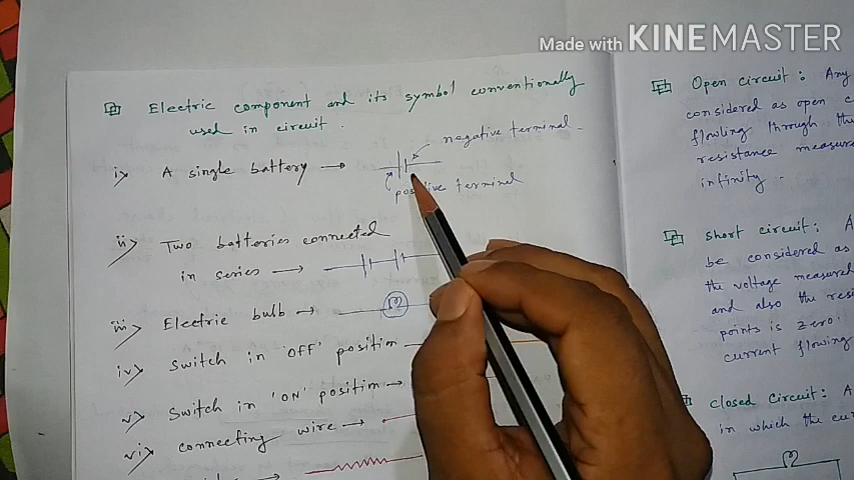 Made with KINEMASTER
Electric component and its symbol conventionally
used in circuit.
i> A single battery → negative terminal.
positive terminal
ii> Two batteries connected
in series →
iii> Electric bulb →
iv> Switch in 'OFF' position →
v> Switch in 'ON' position →
vi> connecting wire →
Open circuit: Any
considered as open
flowing through the
resistance measure
infinity.
Short circuit: A
be considered as
the voltage measured
and also the resi
points is zero.
current flowing
closed circuit: A
in which the cur